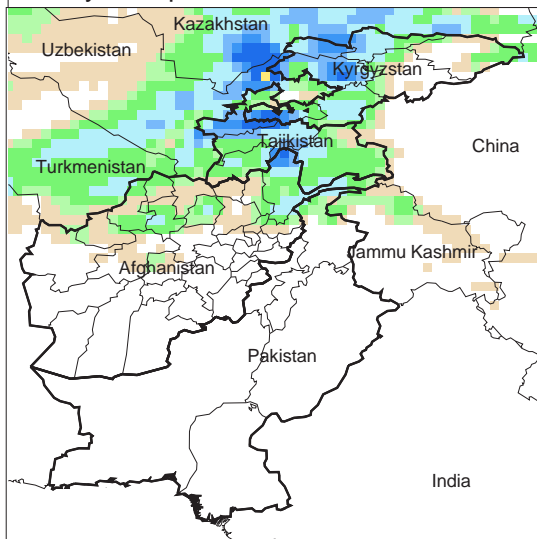 Kazakhstan
Uzbekistan
Kyrgyzstan
Tajikistan
China
Turkmenistan
Jammu Kashmir
Afghanistan
Pakistan
India